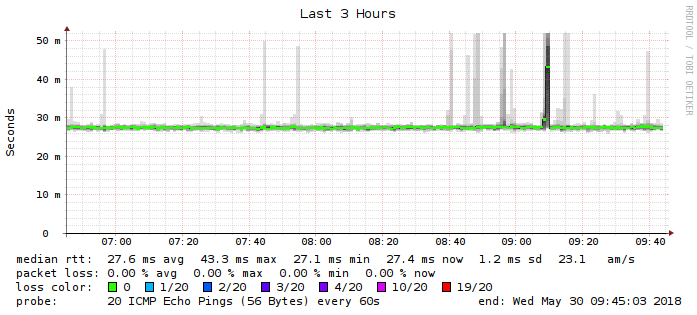 Last 3 Hours
RRDTOOL / TOBI OETIKER
Seconds
50 m
40 m
30 m
20 m
10 m
0
07:00 07:20 07:40 08:00 08:20 08:40 09:00 09:20 09:40
median rtt: 27.6 ms avg 43.3 ms max 27.1 ms min 27.4 ms now 1.2 ms sd 23.1 am/s
packet loss: 0.00 % avg 0.00 % max 0.00 % min 0.00 % now
loss color: 0 1/20 2/20 3/20 4/20 10/20 19/20
probe: 20 ICMP Echo Pings (56 Bytes) every 60s end: Wed May 30 09:45:03 2018